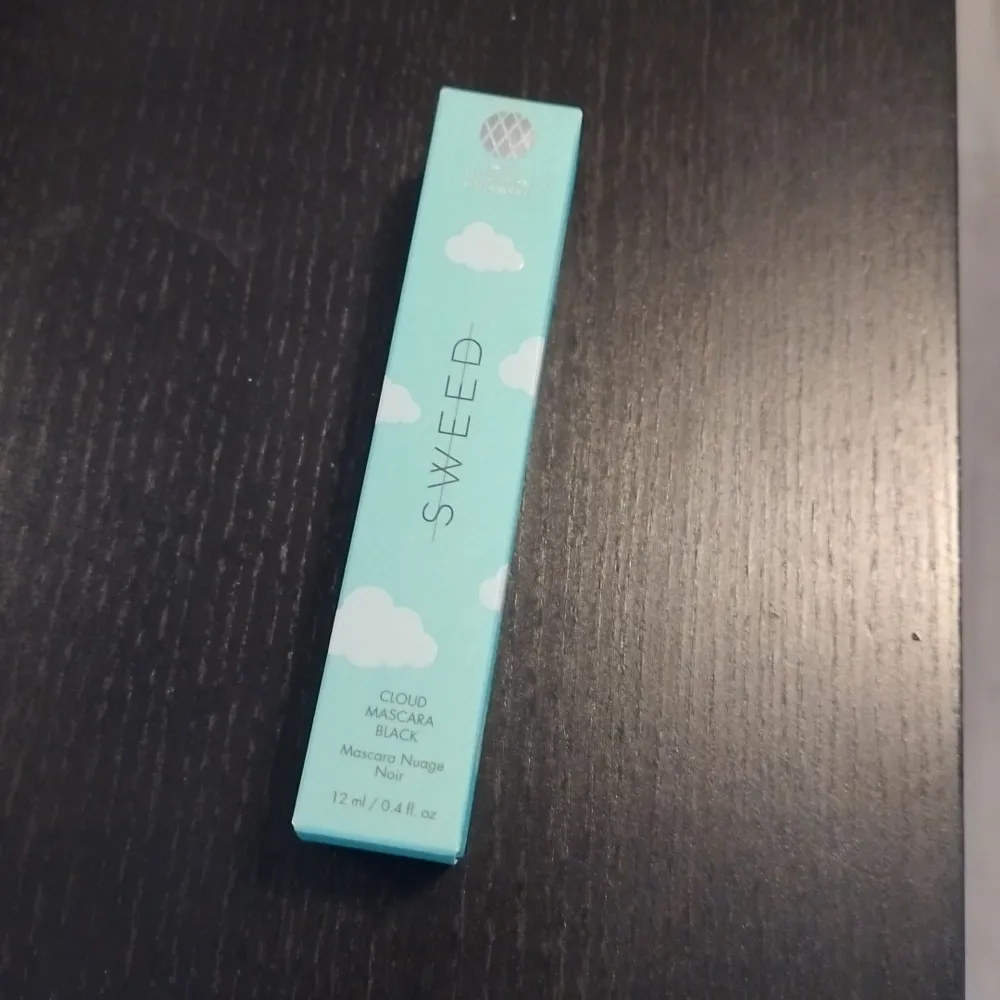 SWEED
CLOUD
MASCARA
BLACK
Mascara Nuage
Noir
12 ml / 0.4 fl. oz